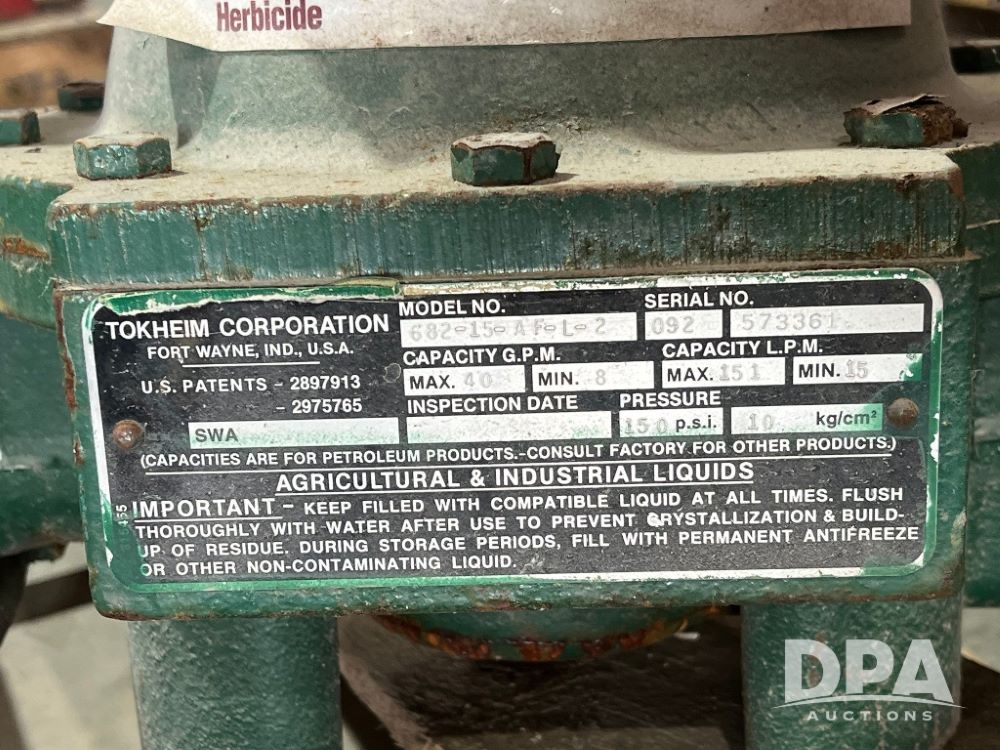 Herbicide
TOKHEIM CORPORATION
FORT WAYNE, IND., U.S.A.
U.S. PATENTS - 2897913
- 2975765
SWA
MODEL NO.
682-15-AF-L-2
SERIAL NO.
092 573361
CAPACITY G.P.M.
MAX. 40 MIN. 8
CAPACITY L.P.M.
MAX. 151 MIN. 15
INSPECTION DATE
PRESSURE
150 p.s.i. 10 kg/cm²
(CAPACITIES ARE FOR PETROLEUM PRODUCTS.-CONSULT FACTORY FOR OTHER PRODUCTS.)
AGRICULTURAL & INDUSTRIAL LIQUIDS
IMPORTANT - KEEP FILLED WITH COMPATIBLE LIQUID AT ALL TIMES. FLUSH
THOROUGHLY WITH WATER AFTER USE TO PREVENT CRYSTALLIZATION & BUILD-
UP OF RESIDUE. DURING STORAGE PERIODS, FILL WITH PERMANENT ANTIFREEZE
OR OTHER NON-CONTAMINATING LIQUID.
DPA
AUCTIONS